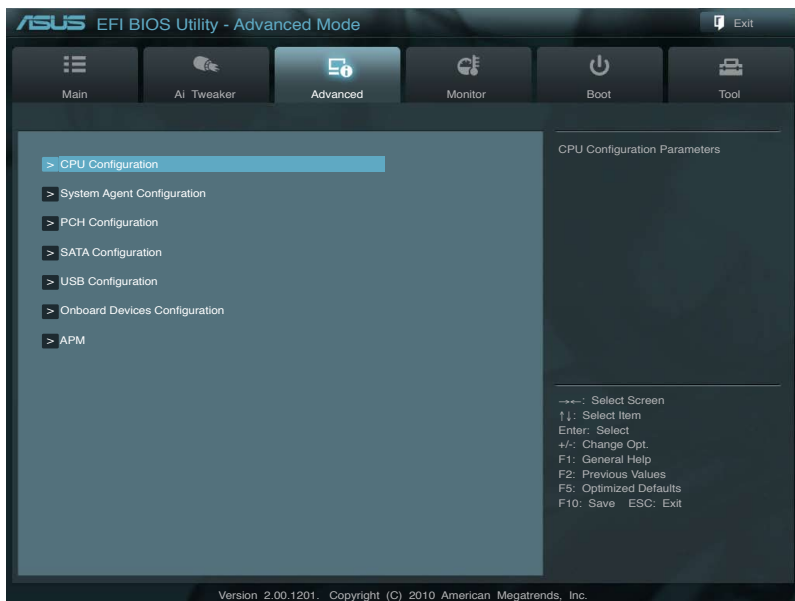 ASUS EFI BIOS Utility - Advanced Mode
Exit
Main
Ai Tweaker
Advanced
Monitor
Boot
Tool
> CPU Configuration
> System Agent Configuration
> PCH Configuration
> SATA Configuration
> USB Configuration
> Onboard Devices Configuration
> APM
CPU Configuration Parameters
→←: Select Screen
↑↓: Select Item
Enter: Select
+/-: Change Opt.
F1: General Help
F2: Previous Values
F5: Optimized Defaults
F10: Save ESC: Exit
Version 2.00.1201. Copyright (C) 2010 American Megatrends, Inc.